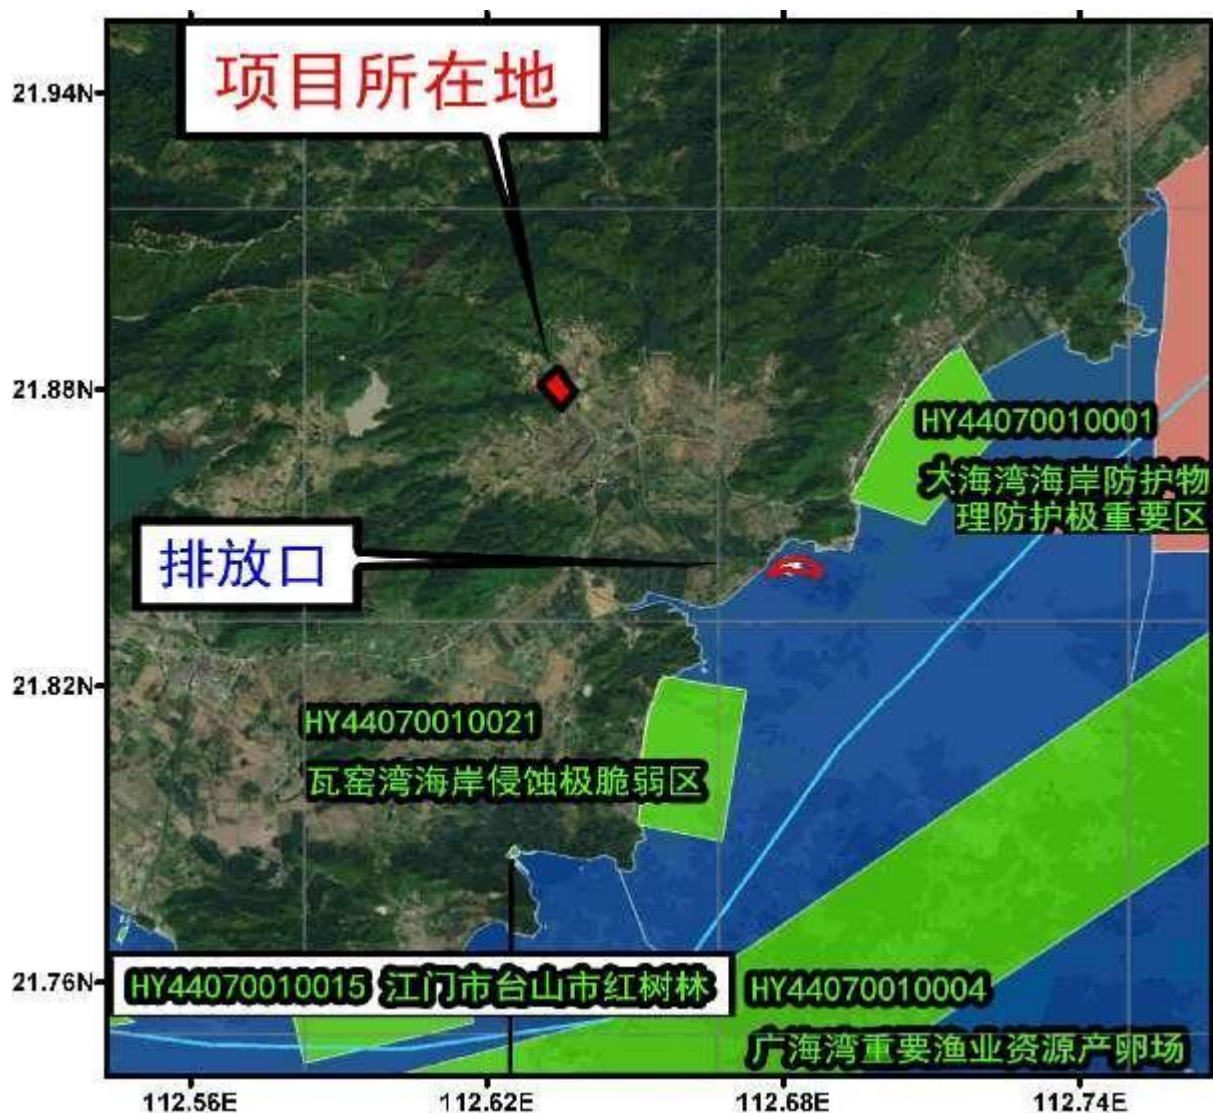 项目所在地
21.94N
21.88N
HY44070010001
大海湾海岸防护物
理防护极重要区
排放口
21.82N
HY44070010021
瓦窑湾海岸侵蚀极脆弱区
21.76N
HY44070010015 江门市台山市红树林
HY44070010004
广海湾重要渔业资源产卵场
112.56E
112.62E
112.68E
112.74E